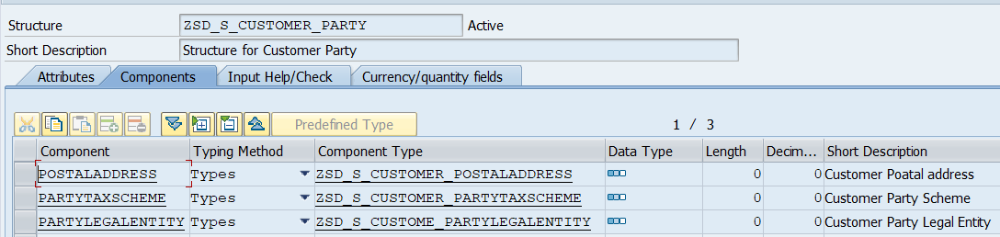 Structure ZSD_S_CUSTOMER_PARTY Active
Short Description Structure for Customer Party
Attributes Components Input Help/Check Currency/quantity fields
Predefined Type 1 / 3
Component Typing Method Component Type Data Type Length Decim... Short Description
POSTALADDRESS Types ZSD_S_CUSTOMER_POSTALADDRESS 0 0 Customer Poatal address
PARTYTAXSCHEME Types ZSD_S_CUSTOMER_PARTYTAXSCHEME 0 0 Customer Party Scheme
PARTYLEGALENTITY Types ZSD_S_CUSTOME_PARTYLEGALENTITY 0 0 Customer Party Legal Entity